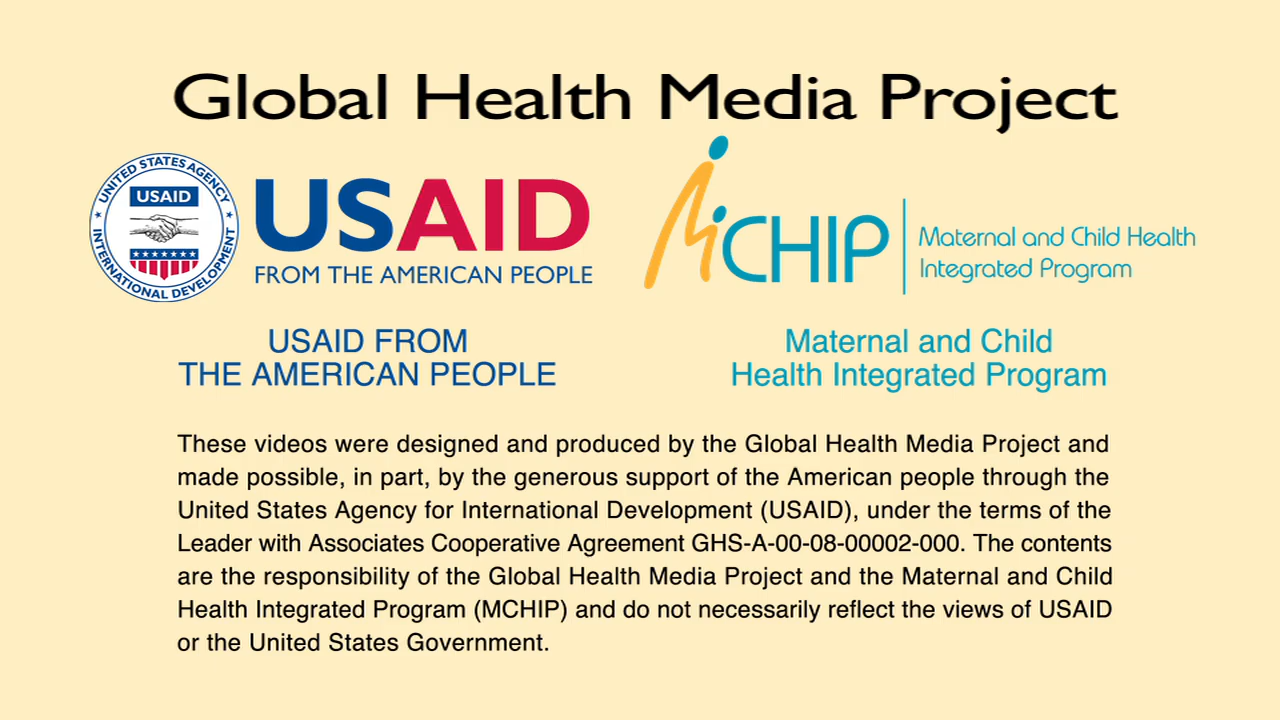 Global Health Media Project
UNITED STATES AGENCY
USAID
INTERNATIONAL DEVELOPMENT
USAID
FROM THE AMERICAN PEOPLE
MCHIP
Maternal and Child Health
Integrated Program
USAID FROM
THE AMERICAN PEOPLE
Maternal and Child
Health Integrated Program
These videos were designed and produced by the Global Health Media Project and
made possible, in part, by the generous support of the American people through the
United States Agency for International Development (USAID), under the terms of the
Leader with Associates Cooperative Agreement GHS-A-00-08-00002-000. The contents
are the responsibility of the Global Health Media Project and the Maternal and Child
Health Integrated Program (MCHIP) and do not necessarily reflect the views of USAID
or the United States Government.